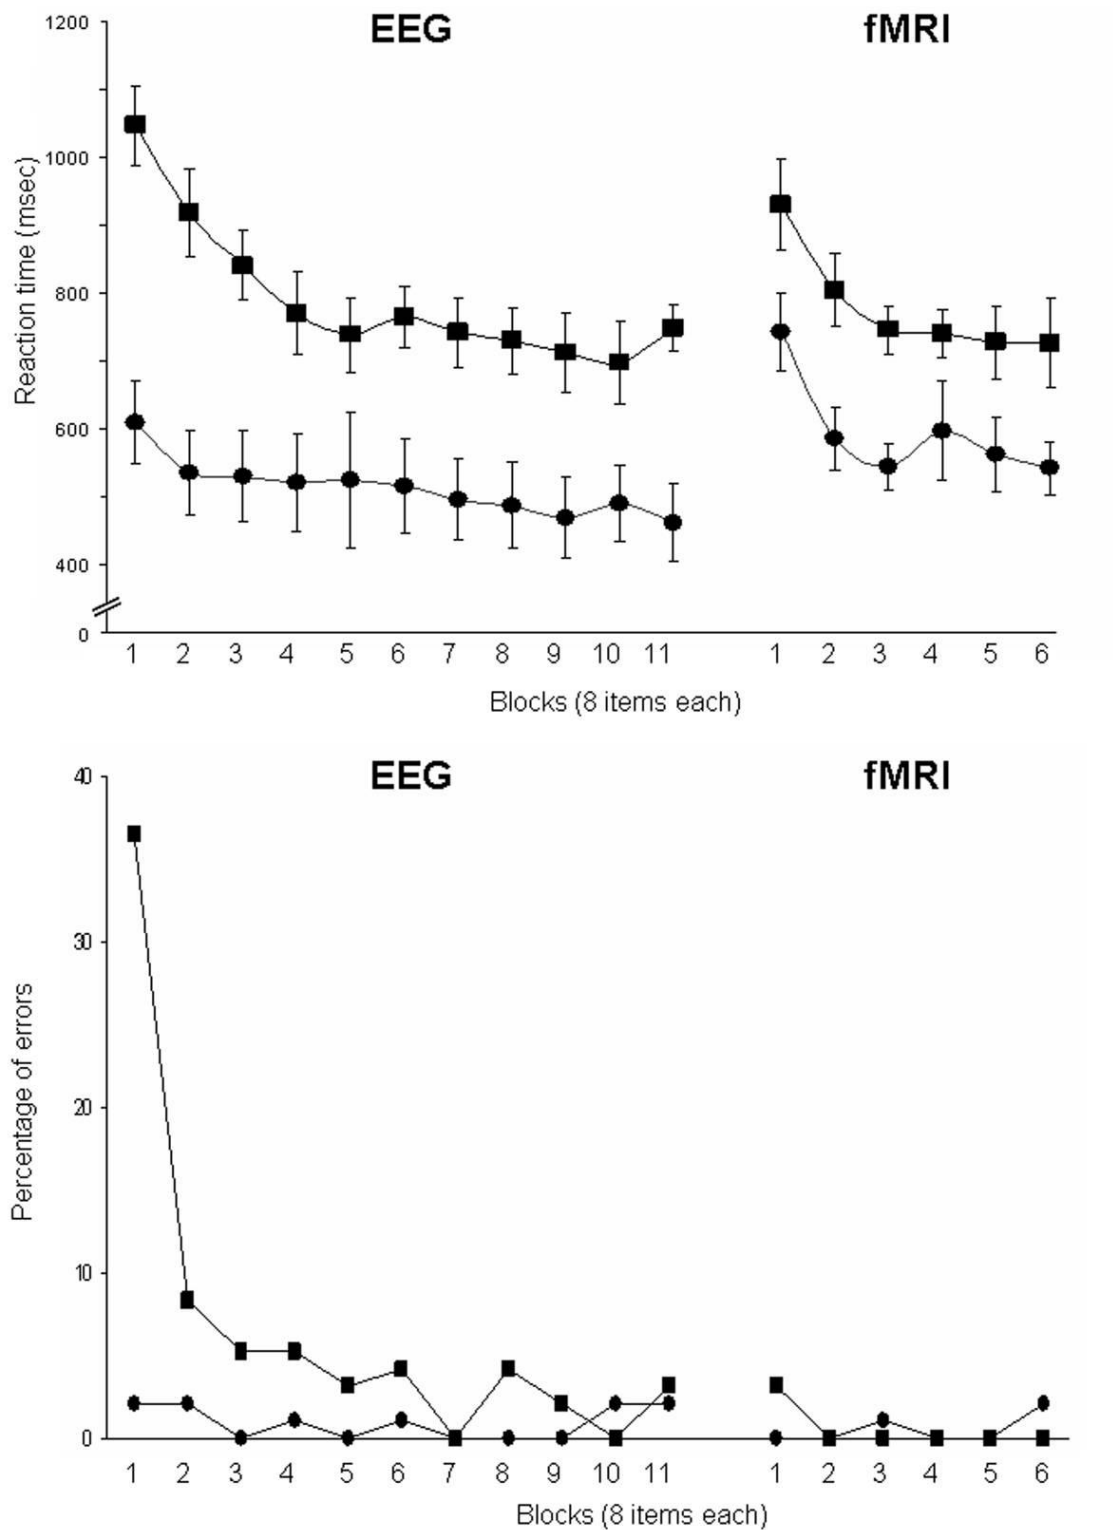 EEG fMRI
1200
1000
800
600
400
0
Reaction time (msec)
1 2 3 4 5 6 7 8 9 10 11 1 2 3 4 5 6
Blocks (8 items each)
EEG fMRI
40
30
20
10
0
Percentage of errors
1 2 3 4 5 6 7 8 9 10 11 1 2 3 4 5 6
Blocks (8 items each)